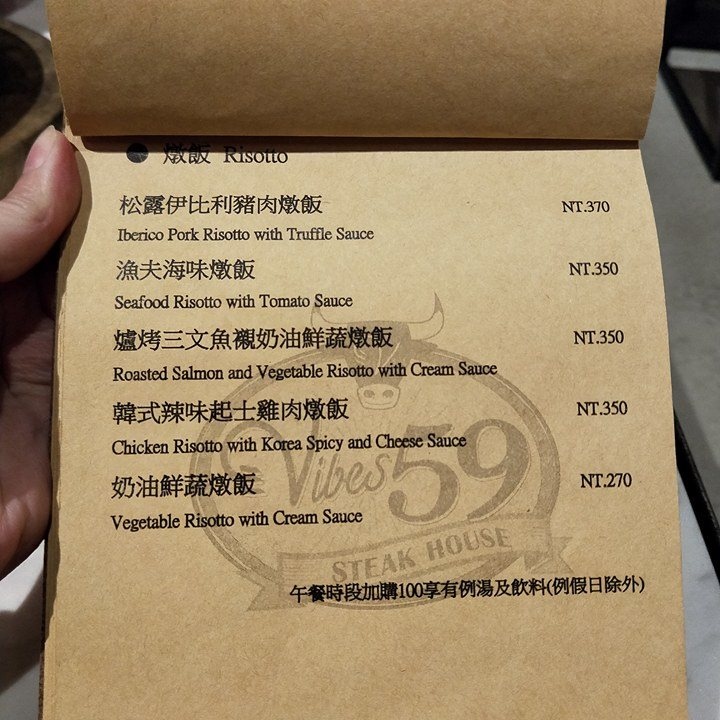 ● 燉飯 Risotto
松露伊比利豬肉燉飯 NT.370
Iberico Pork Risotto with Truffle Sauce
漁夫海味燉飯 NT.350
Seafood Risotto with Tomato Sauce
爐烤三文魚襯奶油鮮蔬燉飯 NT.350
Roasted Salmon and Vegetable Risotto with Cream Sauce
韓式辣味起士雞肉燉飯 NT.350
Chicken Risotto with Korea Spicy and Cheese Sauce
奶油鮮蔬燉飯 NT.270
Vegetable Risotto with Cream Sauce
Vibes 59
STEAK HOUSE
午餐時段加購100享有例湯及飲料(例假日除外)